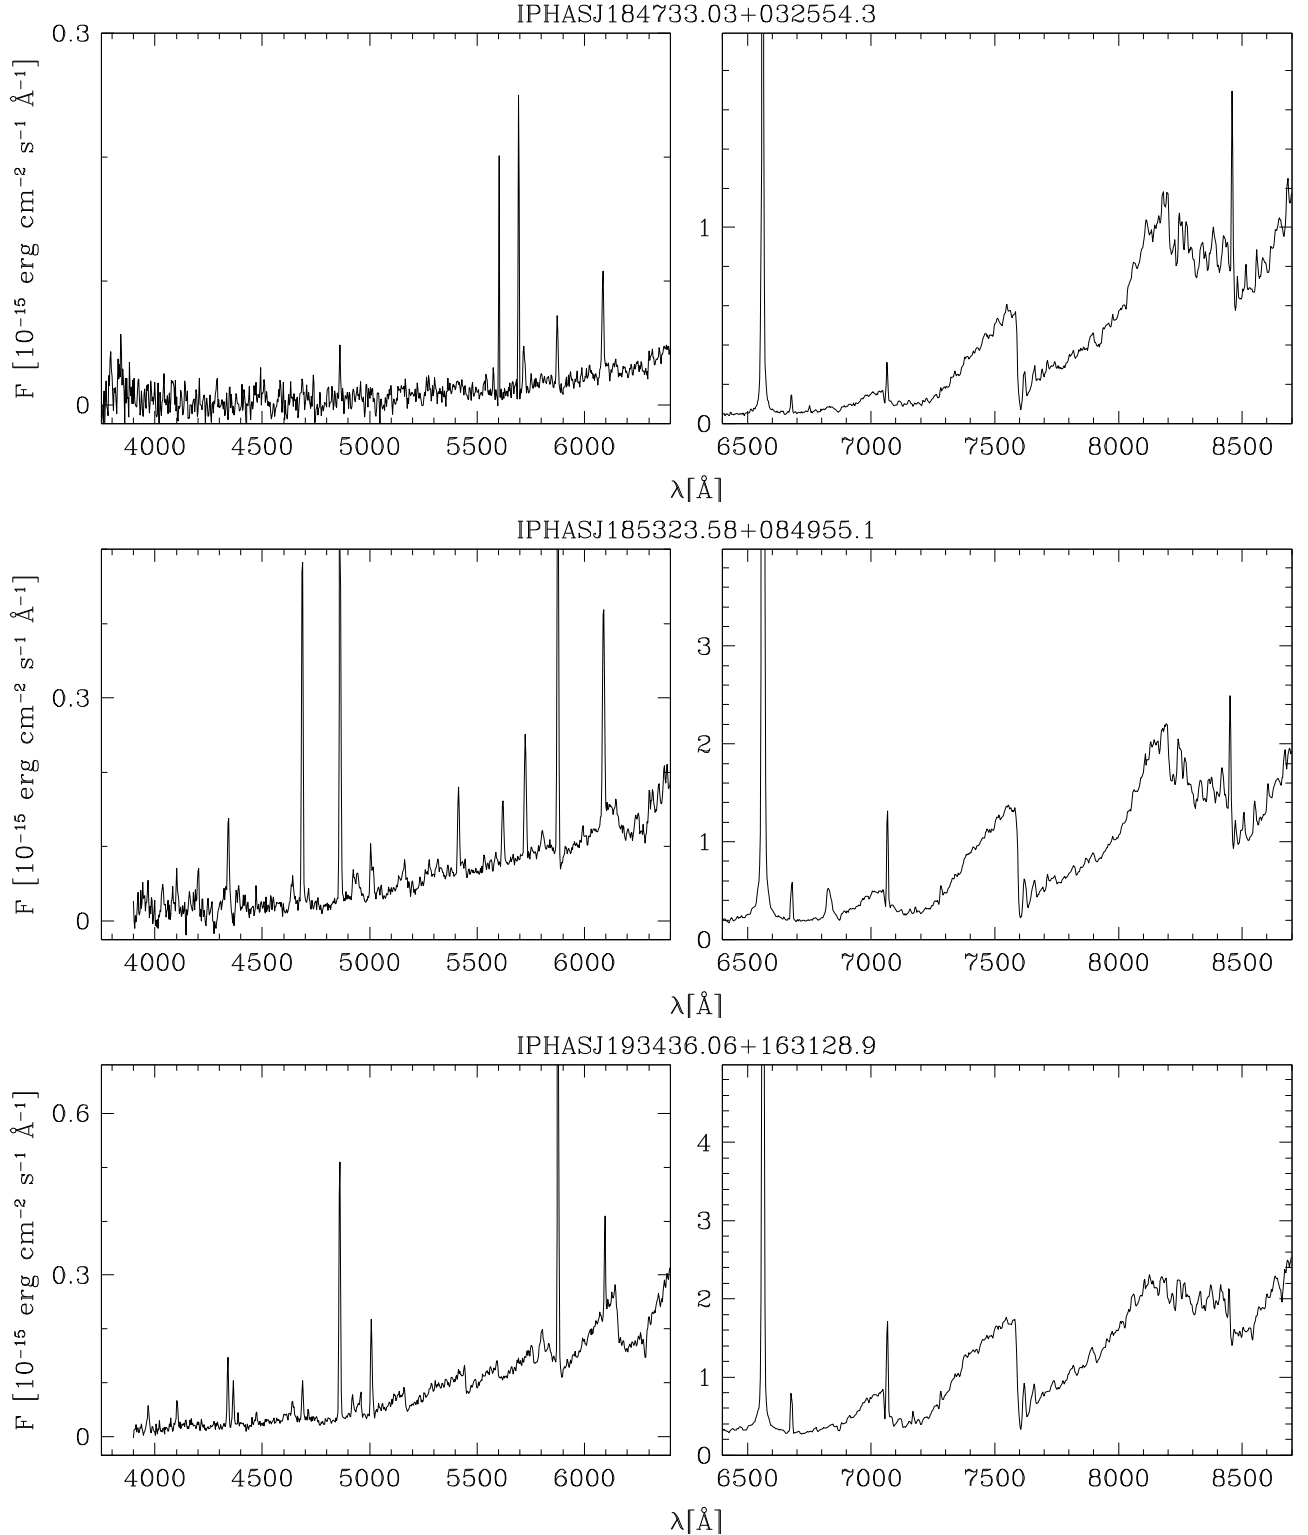 IPHASJ184733.03+032554.3
F [10⁻¹⁵ erg cm⁻² s⁻¹ Å⁻¹]
0.3
0
4000 4500 5000 5500 6000
1
0
6500 7000 7500 8000 8500
λ[Å]
IPHASJ185323.58+084955.1
F [10⁻¹⁵ erg cm⁻² s⁻¹ Å⁻¹]
0.3
0
4000 4500 5000 5500 6000
3
2
1
0
6500 7000 7500 8000 8500
λ[Å]
IPHASJ193436.06+163128.9
F [10⁻¹⁵ erg cm⁻² s⁻¹ Å⁻¹]
0.6
0.3
0
4000 4500 5000 5500 6000
4
3
2
1
0
6500 7000 7500 8000 8500
λ[Å]